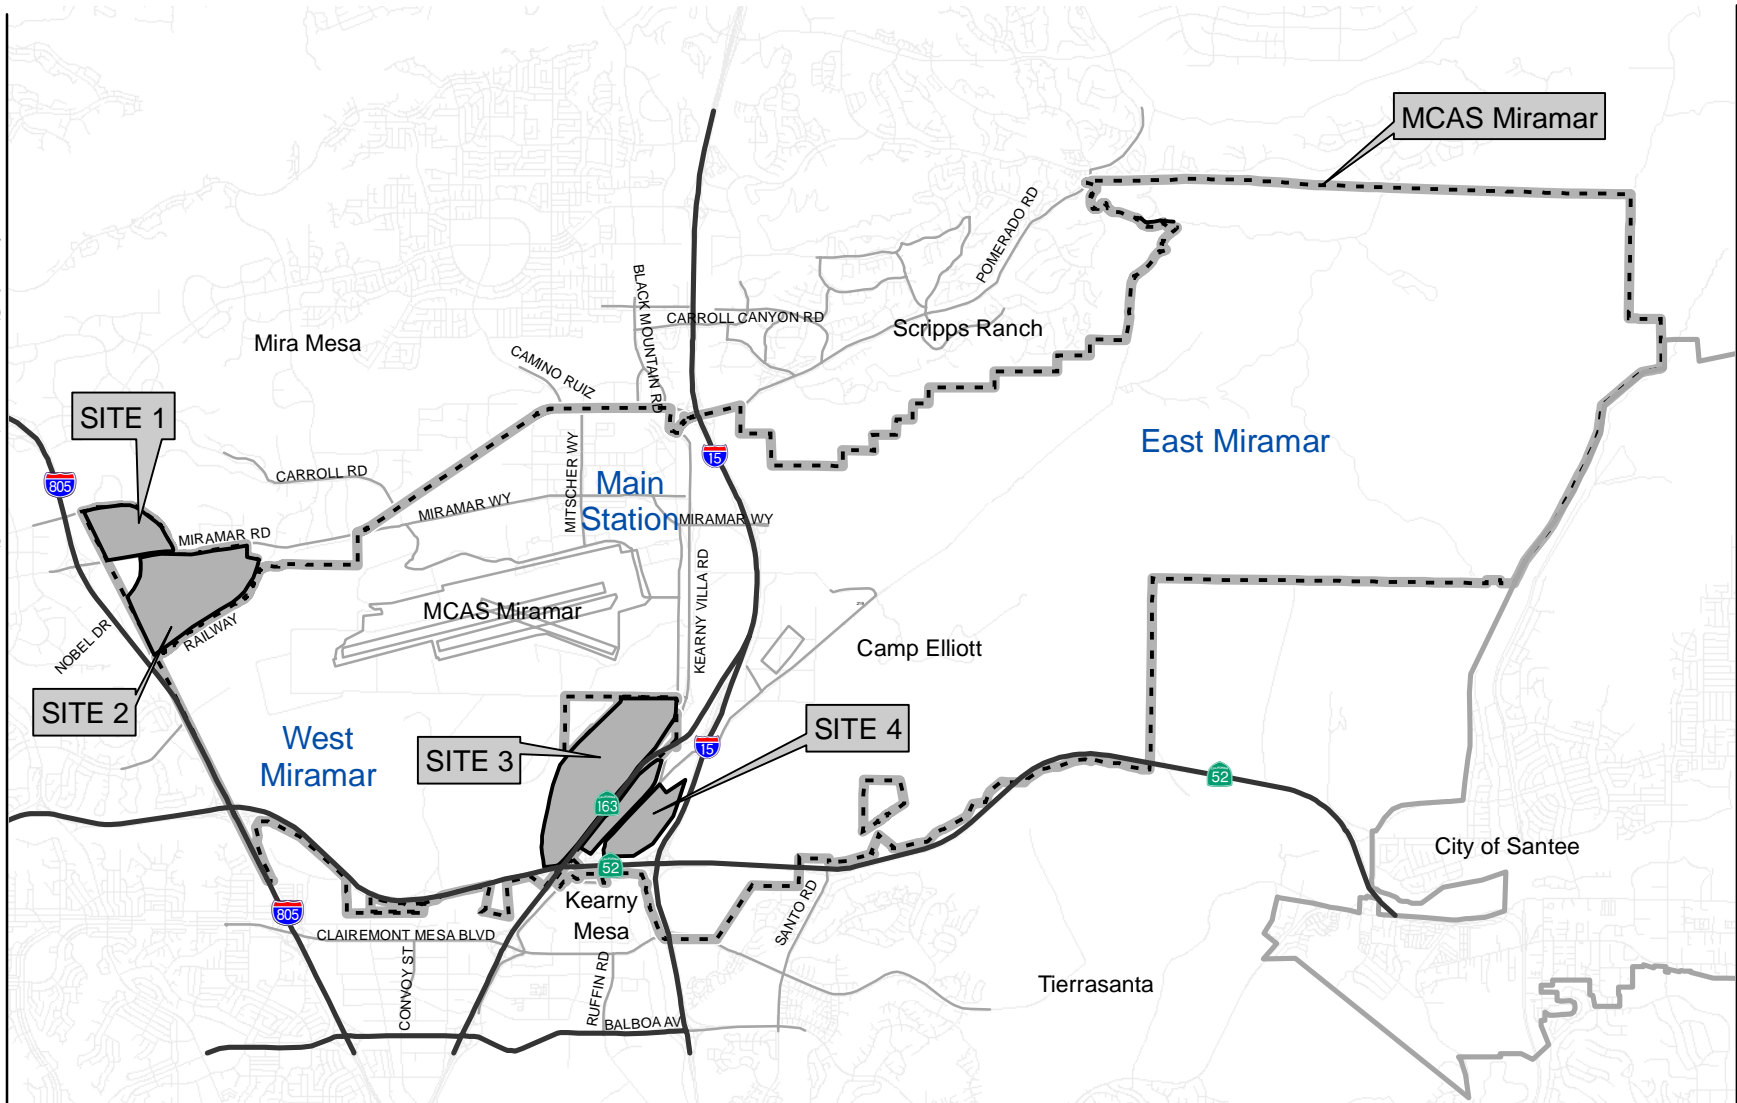 MCAS Miramar
POMERADO RD
BLACK MOUNTAIN RD
CARROLL CANYON RD
Scripps Ranch
Mira Mesa
CAMINO RUIZ
SITE 1
East Miramar
15
805
CARROLL RD
MITSCHER WY
Main
Station
MIRAMAR WY
MIRAMAR WY
MIRAMAR RD
KEARNY VILLA RD
MCAS Miramar
NOBEL DR
RAILWAY
Camp Elliott
SITE 2
West
Miramar
SITE 3
SITE 4
15
52
163
52
City of Santee
Kearny
Mesa
805
SANTO RD
CLAIREMONT MESA BLVD
CONVOY ST
RUFFIN RD
Tierrasanta
BALBOA AV